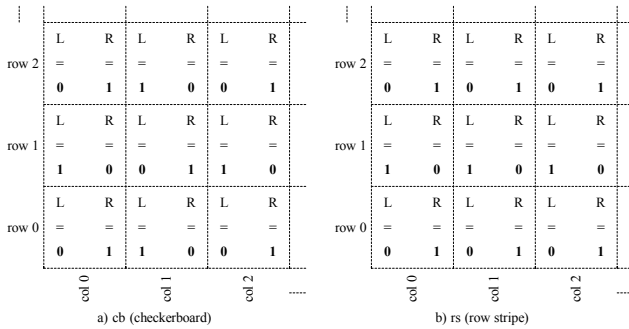 L R L R L R
row 2 = = = = = =
0 1 1 0 0 1
L R L R L R
row 1 = = = = = =
1 0 0 1 1 0
L R L R L R
row 0 = = = = = =
0 1 1 0 0 1
col 0 col 1 col 2
a) cb (checkerboard)
L R L R L R
row 2 = = = = = =
0 1 0 1 0 1
L R L R L R
row 1 = = = = = =
1 0 1 0 1 0
L R L R L R
row 0 = = = = = =
0 1 0 1 0 1
col 0 col 1 col 2
b) rs (row stripe)